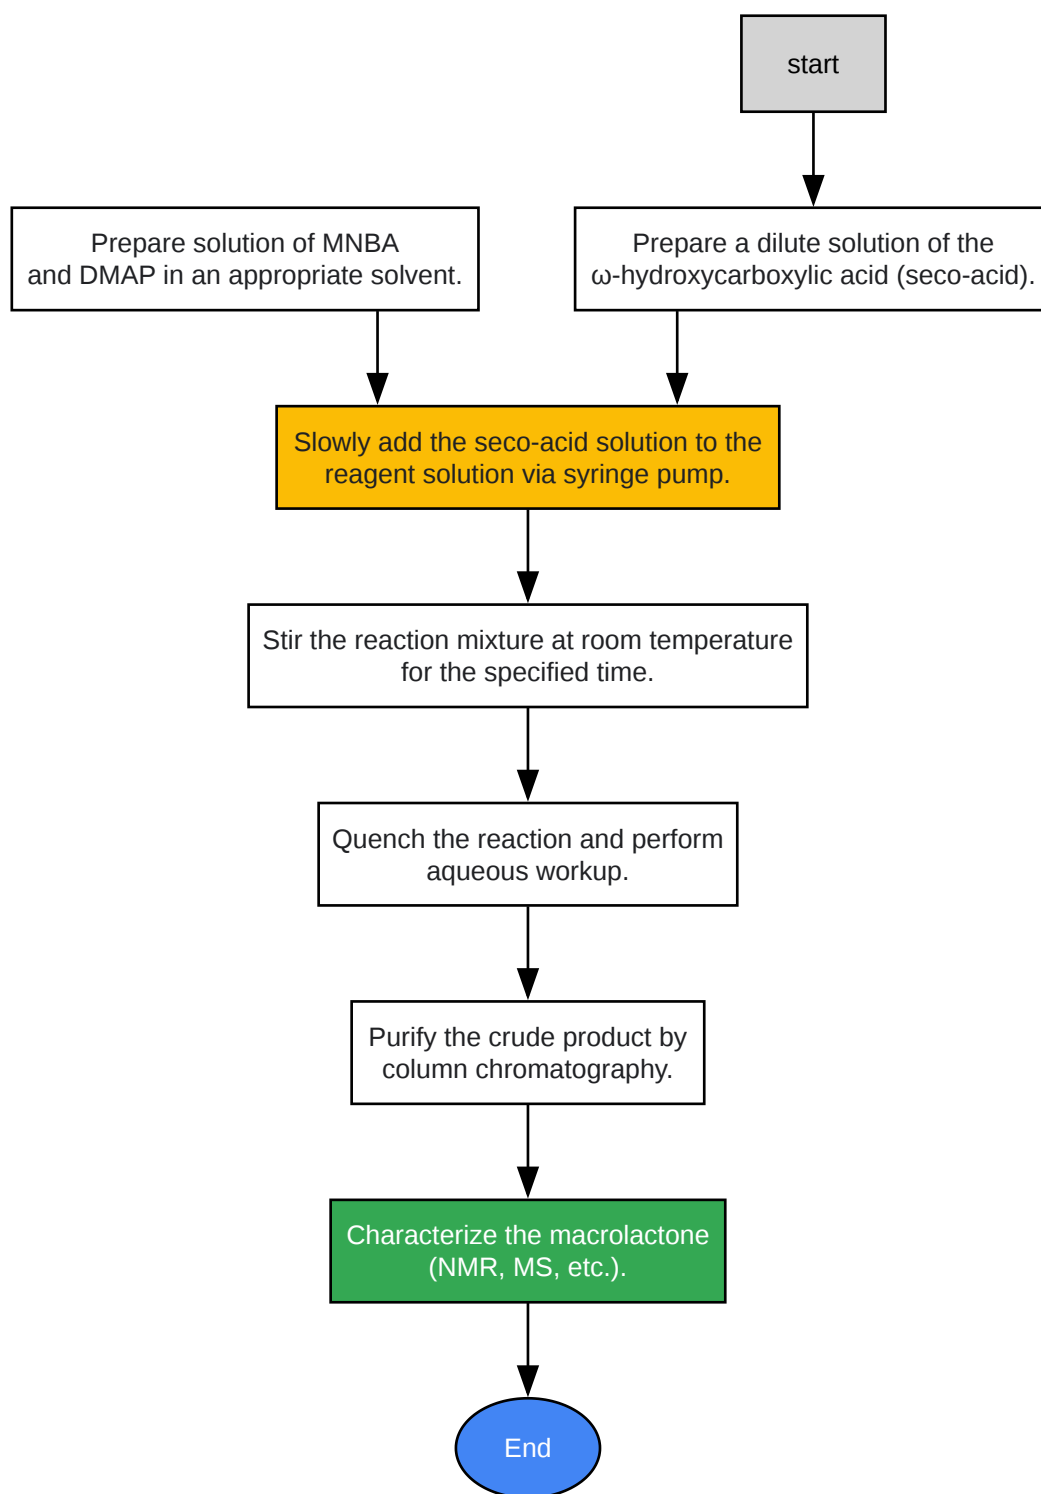 start
Prepare solution of MNBA
and DMAP in an appropriate solvent.
Prepare a dilute solution of the
ω-hydroxycarboxylic acid (seco-acid).
Slowly add the seco-acid solution to the
reagent solution via syringe pump.
Stir the reaction mixture at room temperature
for the specified time.
Quench the reaction and perform
aqueous workup.
Purify the crude product by
column chromatography.
Characterize the macrolactone
(NMR, MS, etc.).
End